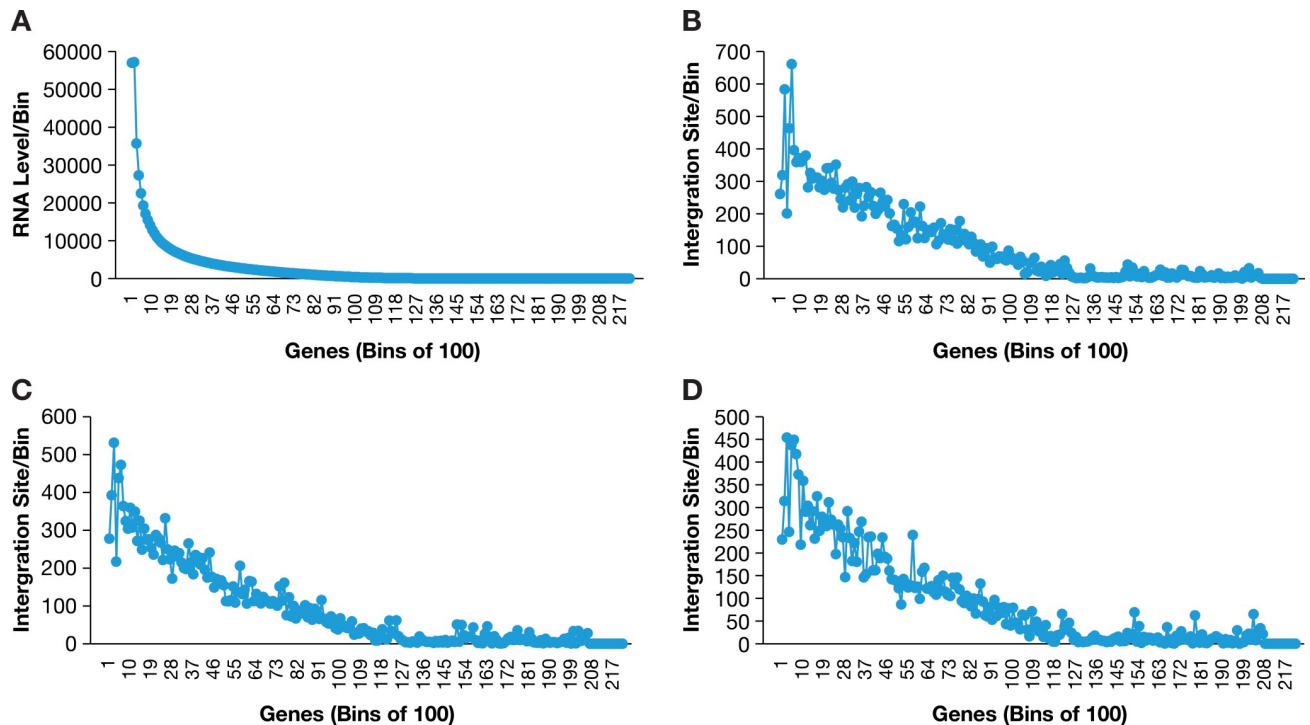 A
RNA Level/Bin
60000
50000
40000
30000
20000
10000
0
1 10 19 28 37 46 55 64 73 82 91 100 109 118 127 136 145 154 163 172 181 190 199 208 217
Genes (Bins of 100)
B
Intergration Site/Bin
700
600
500
400
300
200
100
0
1 10 19 28 37 46 55 64 73 82 91 100 109 118 127 136 145 154 163 172 181 190 199 208 217
Genes (Bins of 100)
C
Intergration Site/Bin
600
500
400
300
200
100
0
1 10 19 28 37 46 55 64 73 82 91 100 109 118 127 136 145 154 163 172 181 190 199 208 217
Genes (Bins of 100)
D
Intergration Site/Bin
500
450
400
350
300
250
200
150
100
50
0
1 10 19 28 37 46 55 64 73 82 91 100 109 118 127 136 145 154 163 172 181 190 199 208 217
Genes (Bins of 100)